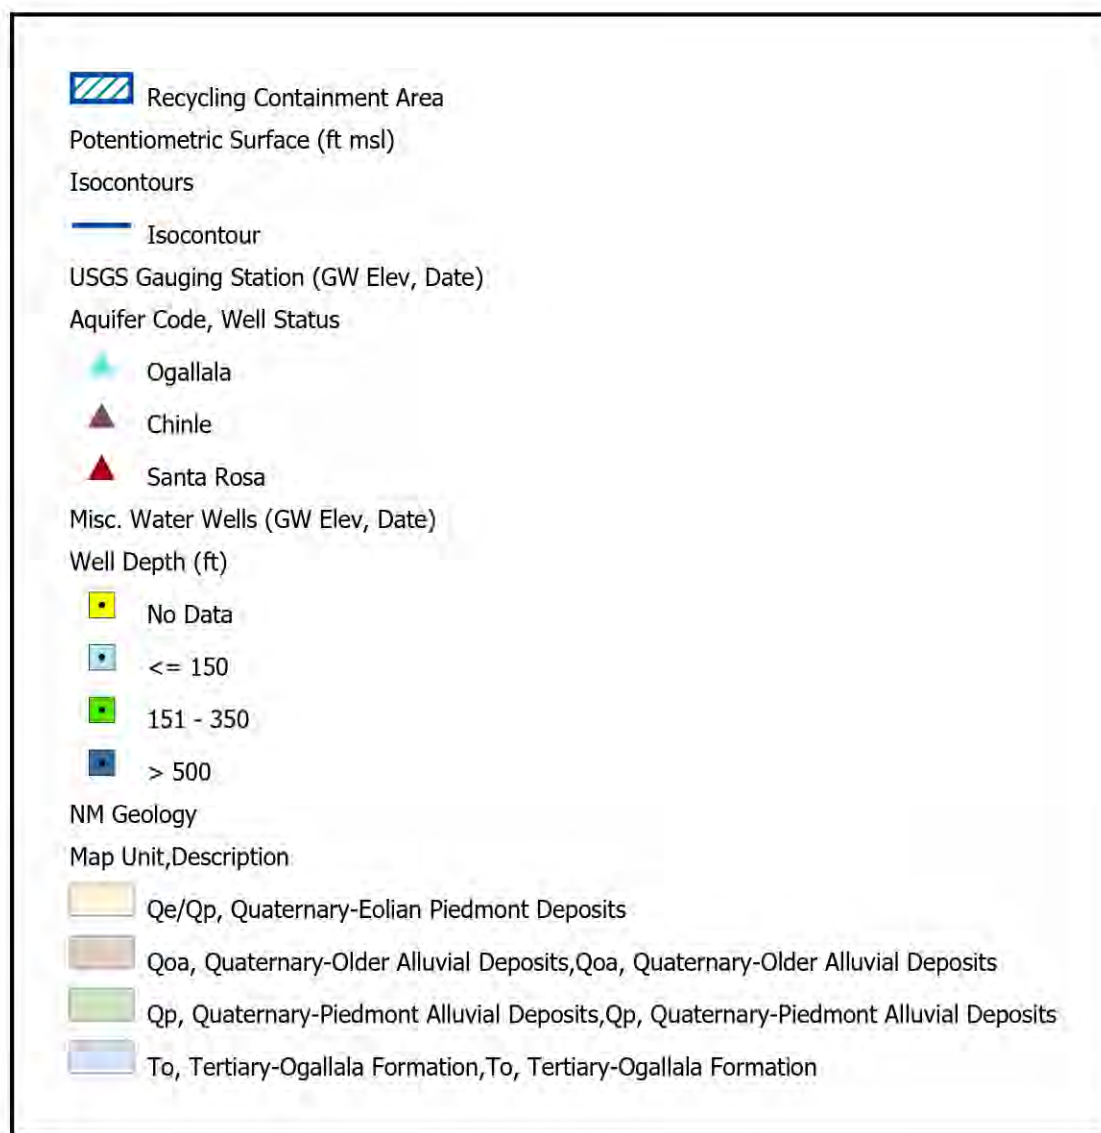 Recycling Containment Area
Potentiometric Surface (ft msl)
Isocontours
Isocontour
USGS Gauging Station (GW Elev, Date)
Aquifer Code, Well Status
Ogallala
Chinle
Santa Rosa
Misc. Water Wells (GW Elev, Date)
Well Depth (ft)
No Data
<= 150
151 - 350
> 500
NM Geology
Map Unit,Description
Qe/Qp, Quaternary-Eolian Piedmont Deposits
Qoa, Quaternary-Older Alluvial Deposits,Qoa, Quaternary-Older Alluvial Deposits
Qp, Quaternary-Piedmont Alluvial Deposits,Qp, Quaternary-Piedmont Alluvial Deposits
To, Tertiary-Ogallala Formation,To, Tertiary-Ogallala Formation